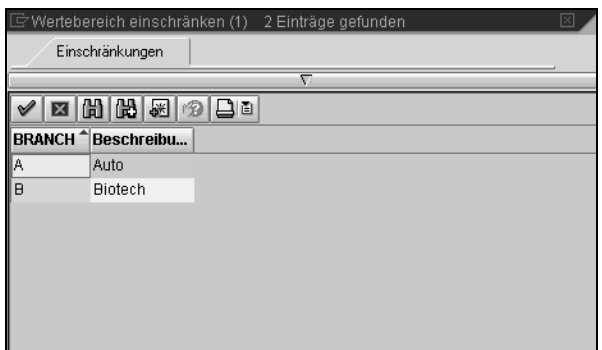 Wertebereich einschränken (1) 2 Einträge gefunden
Einschränkungen
BRANCH Beschreibu...
A Auto
B Biotech